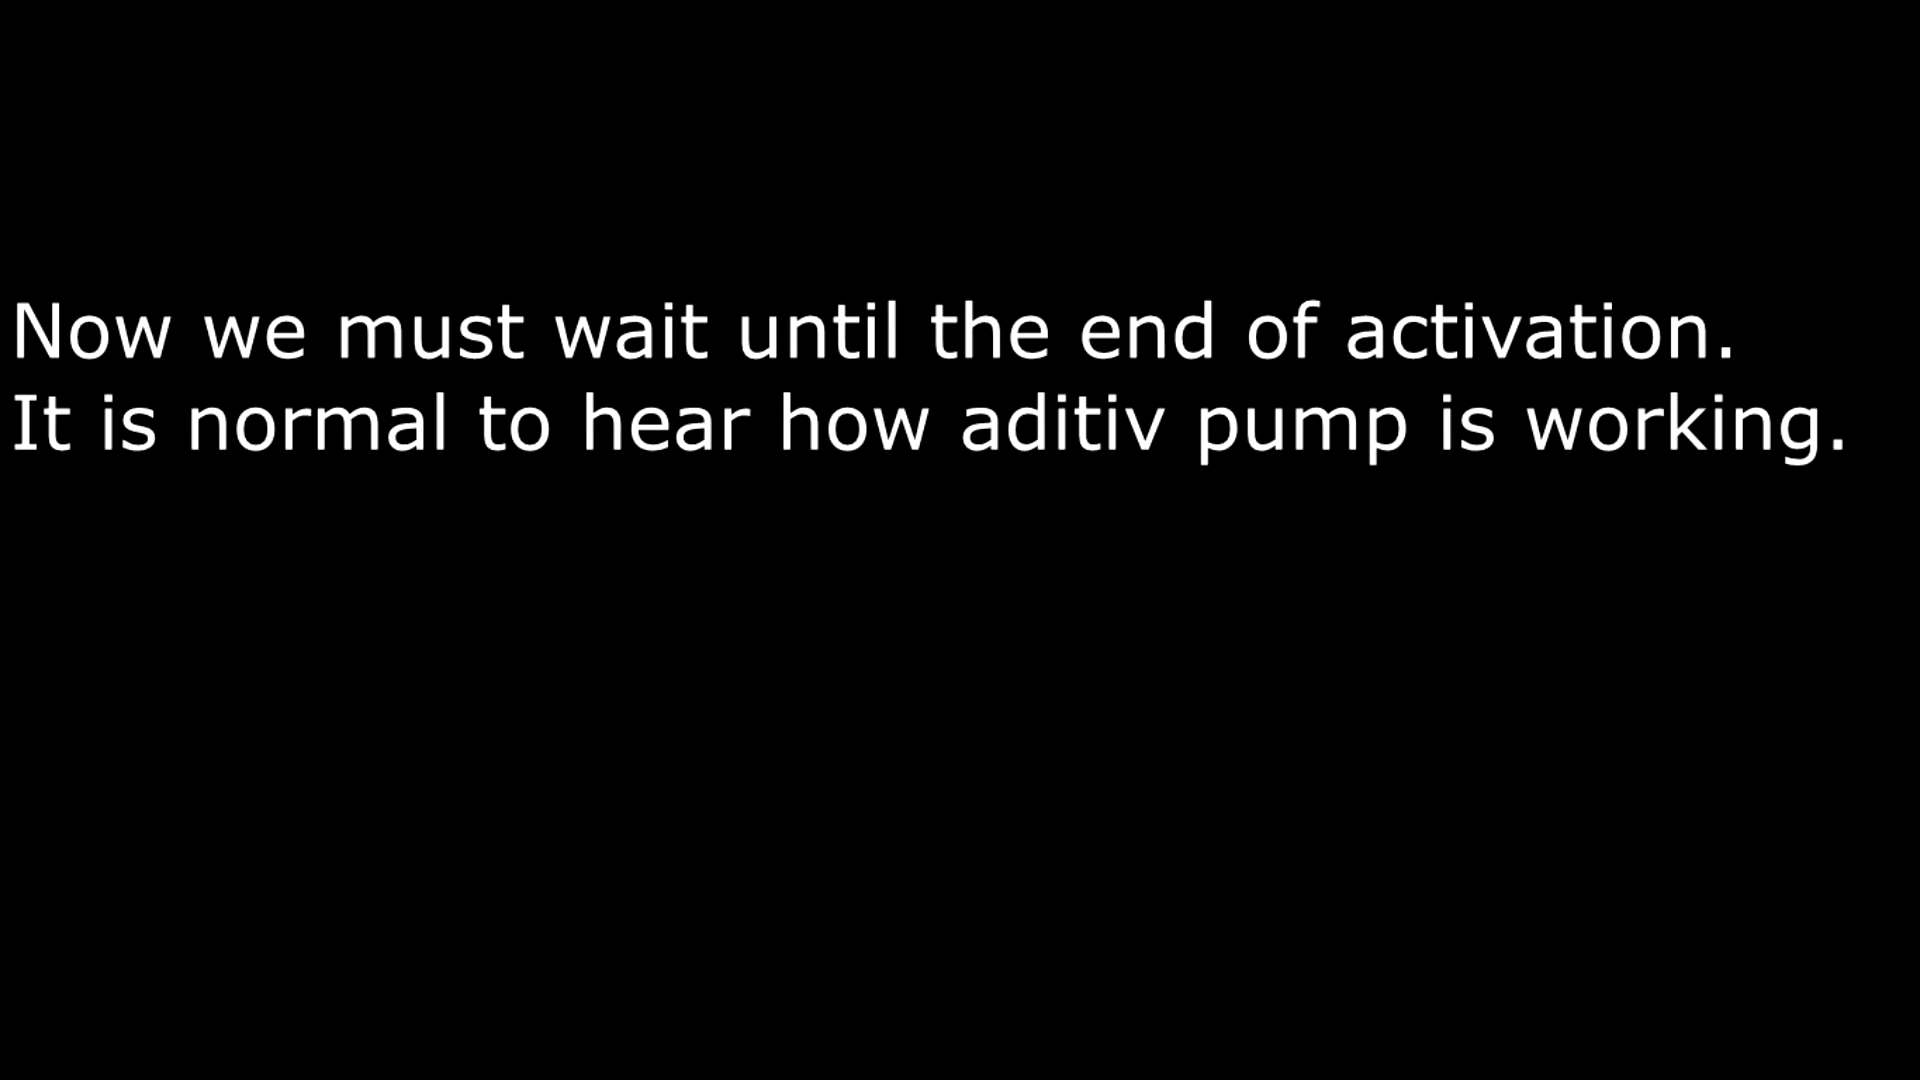 Now we must wait until the end of activation.
It is normal to hear how aditiv pump is working.